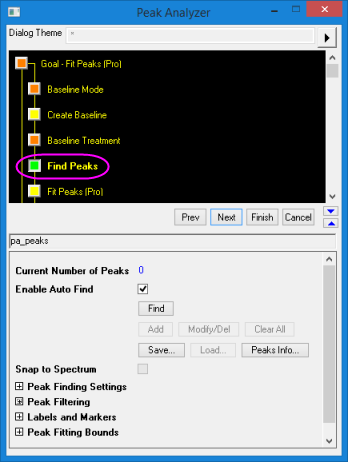 Peak Analyzer
Dialog Theme *
Goal - Fit Peaks (Pro)
Baseline Mode
Create Baseline
Baseline Treatment
Find Peaks
Fit Peaks (Pro)
Prev Next Finish Cancel
pa_peaks
Current Number of Peaks 0
Enable Auto Find
Find
Add Modify/Del Clear All
Save... Load... Peaks Info...
Snap to Spectrum
Peak Finding Settings
Peak Filtering
Labels and Markers
Peak Fitting Bounds